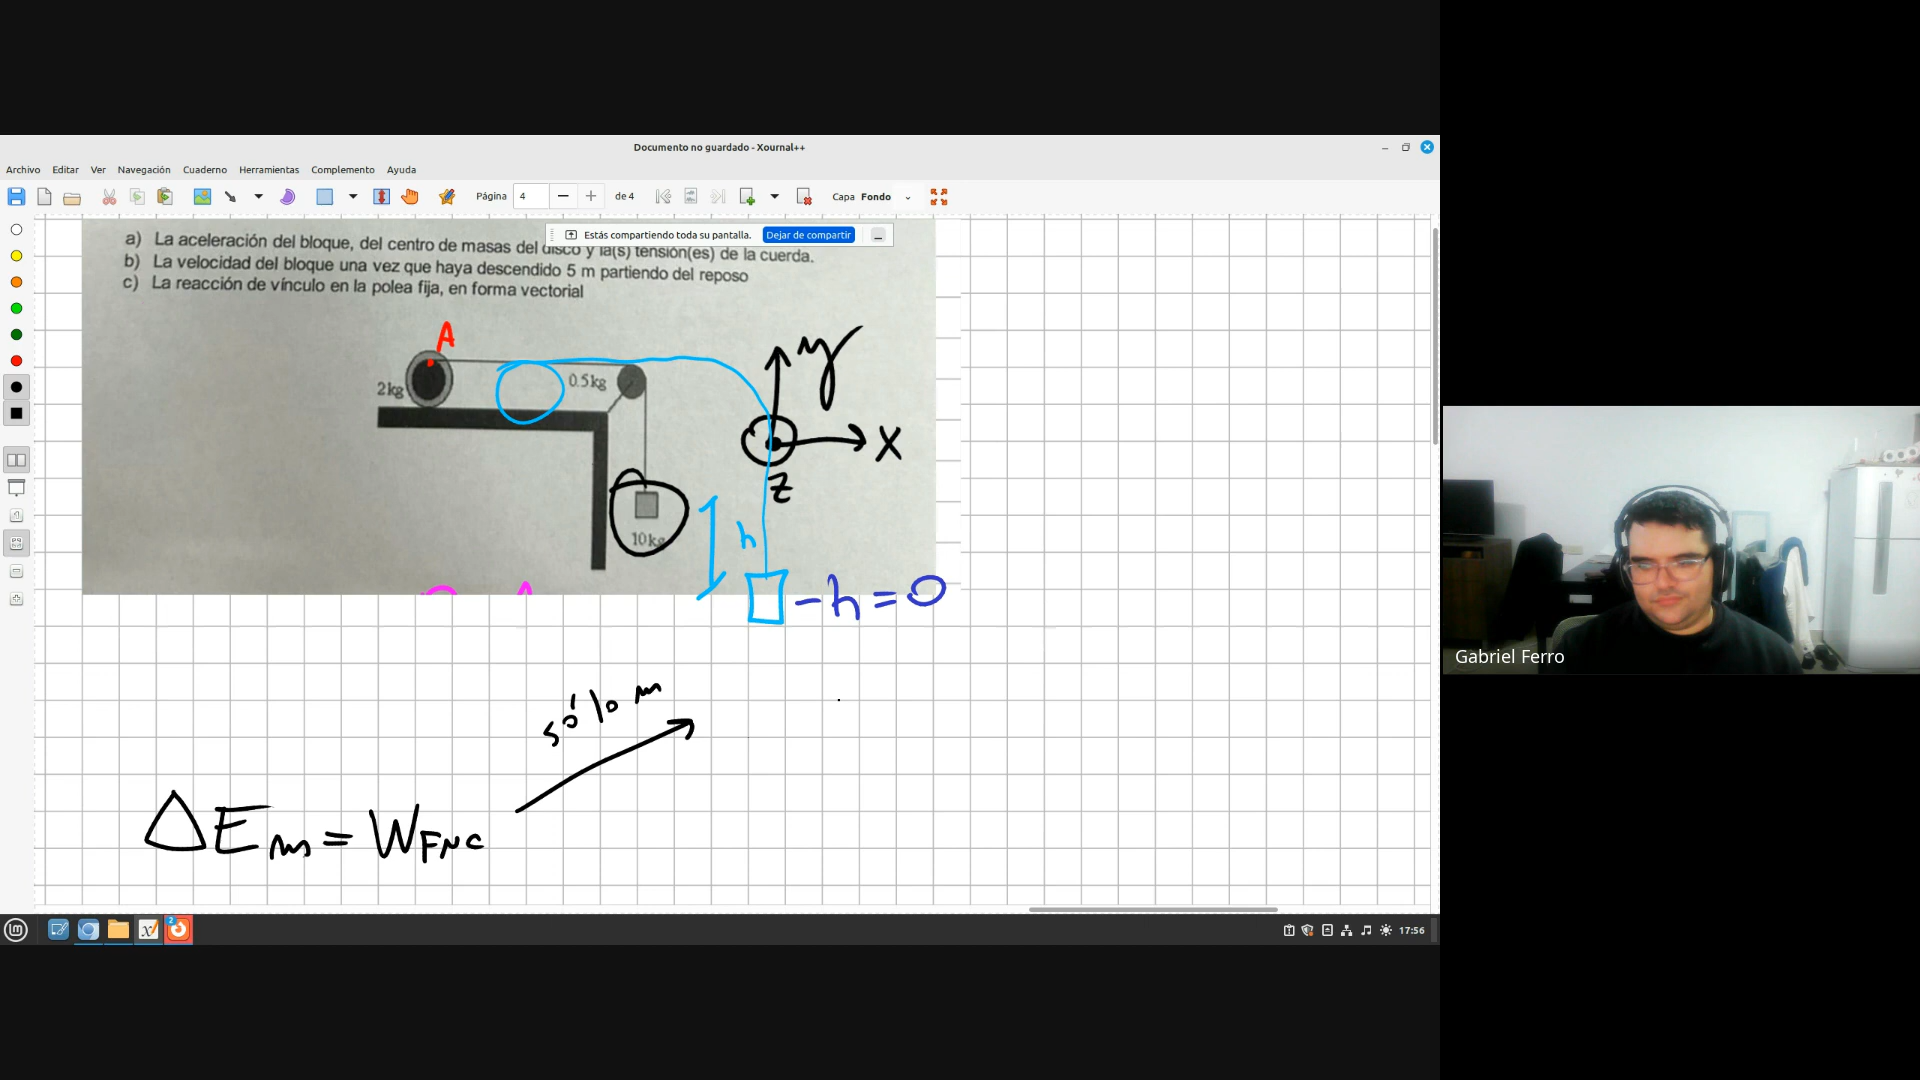 Documento no guardado - Xournal++
Archivo Editar Ver Navegación Cuaderno Herramientas Complemento Ayuda
Página 4 de 4 Capa Fondo
Estás compartiendo toda su pantalla. Dejar de compartir
a) La aceleración del bloque, del centro de masas del disco y la(s) tensión(es) de la cuerda.
b) La velocidad del bloque una vez que haya descendido 5 m partiendo del reposo
c) La reacción de vínculo en la polea fija, en forma vectorial
A
y
2kg
0.5kg
x
z
10kg
h
-h=0
sólo m
ΔEm = WFNC
Gabriel Ferro
2
17:56